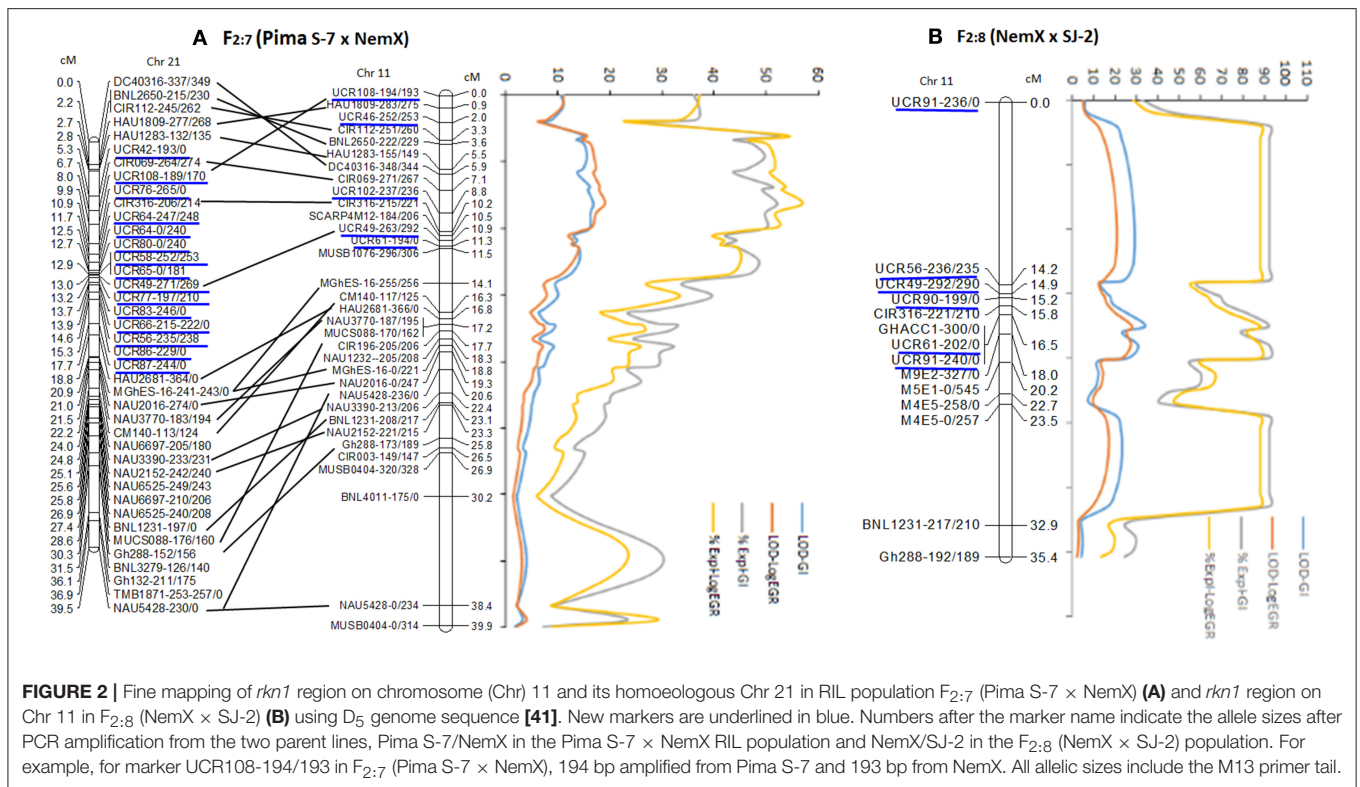 A F2:7 (Pima S-7 x NemX)
cM
Chr 21
Chr 11
cM
0.0
2.2
2.7
2.8
5.3
6.7
8.0
9.9
10.9
11.7
12.5
12.7
12.9
13.0
13.2
13.7
13.9
14.6
15.3
17.7
18.8
20.9
21.0
21.5
22.2
24.0
24.8
25.1
25.6
25.8
26.9
27.4
28.6
30.3
31.5
36.1
36.9
39.5
DC40316-337/349
BNL2650-215/230
CIR112-245/262
HAU1809-277/268
HAU1283-132/135
UCR42-193/0
CIR069-264/274
UCR108-189/170
UCR76-265/0
CIR316-206/214
UCR64-247/248
UCR64-0/240
UCR80-0/240
UCR58-252/253
UCR65-0/181
UCR49-271/269
UCR77-197/210
UCR83-246/0
UCR66-215-222/0
UCR56-235/238
UCR86-229/0
UCR87-244/0
HAU2681-364/0
MGhES-16-241-243/0
NAU2016-274/0
NAU3770-183/194
CM140-113/124
NAU6697-205/180
NAU3390-233/231
NAU2152-242/240
NAU6525-249/243
NAU6697-210/206
NAU6525-240/208
BNL1231-197/0
MUCS088-176/160
Gh288-152/156
BNL3279-126/140
Gh132-211/175
TMB1871-253-257/0
NAU5428-230/0
UCR108-194/193
HAU1809-283/275
UCR46-252/253
CIR112-251/260
BNL2650-222/229
HAU1283-155/149
DC40316-348/344
CIR069-271/267
UCR102-237/236
CIR316-215/221
SCARP4M12-184/206
UCR49-263/292
UCR61-194/0
MUSB1076-296/306
MGhES-16-255/256
CM140-117/125
HAU2681-366/0
NAU3770-187/195
MUCS088-170/162
CIR196-205/206
NAU1232--205/208
MGhES-16-0/221
NAU2016-0/247
NAU5428-236/0
NAU3390-213/206
BNL1231-208/217
NAU2152-221/215
Gh288-173/189
CIR003-149/147
MUSB0404-320/328
BNL4011-175/0
NAU5428-0/234
MUSB0404-0/314
0.0
0.9
2.0
3.3
3.6
5.5
5.9
7.1
8.8
10.2
10.5
10.9
11.3
11.5
14.1
16.3
16.8
17.2
17.7
18.3
18.8
19.3
20.6
22.4
23.1
23.3
25.8
26.5
26.9
30.2
38.4
39.9
0 10 20 30 40 50 60
% Expl-LogEGR
% Expl-GI
LOD-LogEGR
LOD-GI
B F2:8 (NemX x SJ-2)
Chr 11
cM
UCR91-236/0
UCR56-236/235
UCR49-292/290
UCR90-199/0
CIR316-221/210
GHACC1-300/0
UCR61-202/0
UCR91-240/0
M9E2-327/0
M5E1-0/545
M4E5-258/0
M4E5-0/257
BNL1231-217/210
Gh288-192/189
0.0
14.2
14.9
15.2
15.8
16.5
18.0
20.2
22.7
23.5
32.9
35.4
0 10 20 30 40 50 60 70 80 90 100 110
%Expl-LogEGR
% Expl-GI
LOD-LogEGR
LOD-GI
FIGURE 2 | Fine mapping of rkn1 region on chromosome (Chr) 11 and its homoeologous Chr 21 in RIL population F2:7 (Pima S-7 × NemX) (A) and rkn1 region on
Chr 11 in F2:8 (NemX × SJ-2) (B) using D5 genome sequence [41]. New markers are underlined in blue. Numbers after the marker name indicate the allele sizes after
PCR amplification from the two parent lines, Pima S-7/NemX in the Pima S-7 × NemX RIL population and NemX/SJ-2 in the F2:8 (NemX × SJ-2) population. For
example, for marker UCR108-194/193 in F2:7 (Pima S-7 × NemX), 194 bp amplified from Pima S-7 and 193 bp from NemX. All allelic sizes include the M13 primer tail.